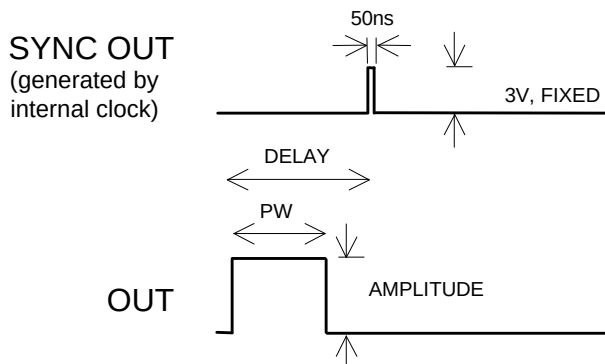 50ns
SYNC OUT
(generated by
internal clock)
3V, FIXED
DELAY
PW
AMPLITUDE
OUT